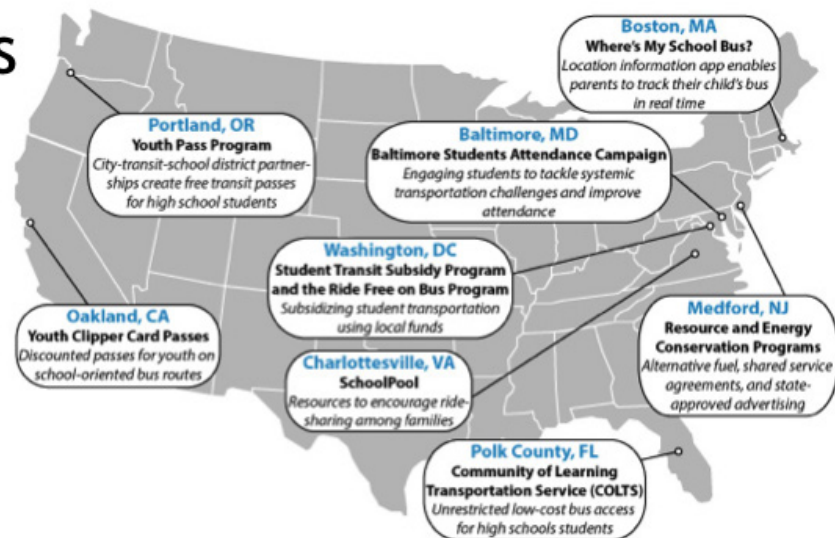 s
Boston, MA
Where's My School Bus?
Location information app enables
parents to track their child's bus
in real time
Portland, OR
Youth Pass Program
City-transit-school district partner-
ships create free transit passes
for high school students
Baltimore, MD
Baltimore Students Attendance Campaign
Engaging students to tackle systemic
transportation challenges and improve
attendance
Washington, DC
Student Transit Subsidy Program
and the Ride Free on Bus Program
Subsidizing student transportation
using local funds
Oakland, CA
Youth Clipper Card Passes
Discounted passes for youth on
school-oriented bus routes
Medford, NJ
Resource and Energy
Conservation Programs
Alternative fuel, shared service
agreements, and state-
approved advertising
Charlottesville, VA
SchoolPool
Resources to encourage ride-
sharing among families
Polk County, FL
Community of Learning
Transportation Service (COLTS)
Unrestricted low-cost bus access
for high schools students